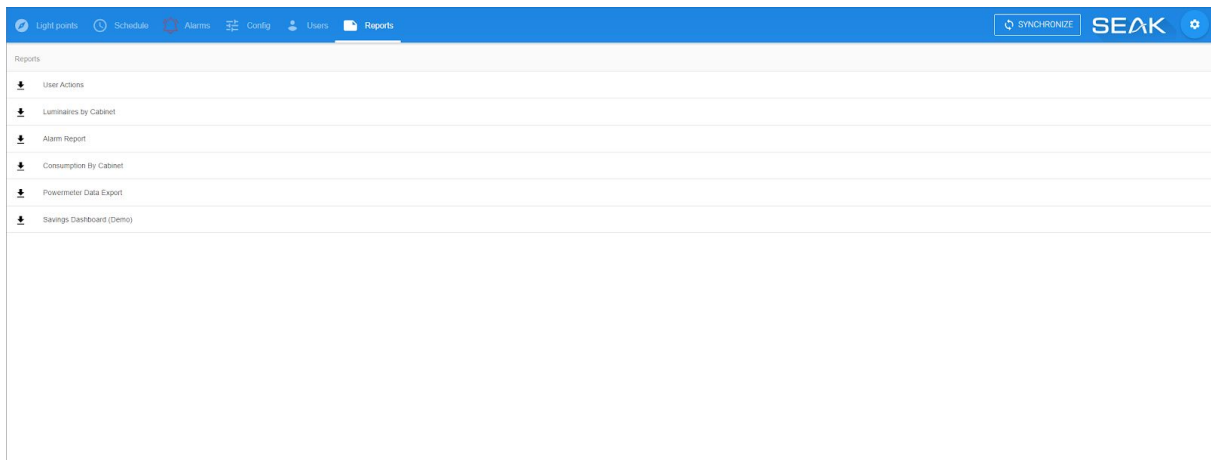 Light points Schedule Alarms Config Users Reports SYNCHRONIZE SEAK
Reports
User Actions
Luminaires by Cabinet
Alarm Report
Consumption By Cabinet
Powermeter Data Export
Savings Dashboard (Demo)